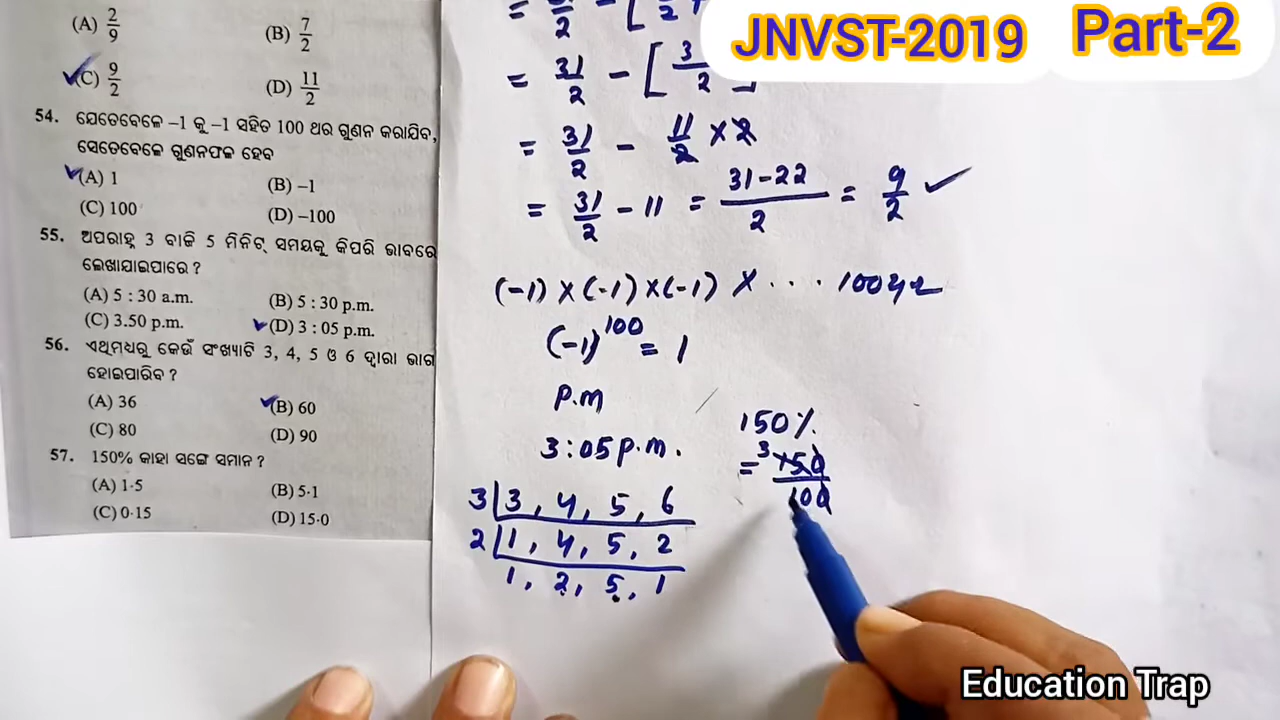 JNVST-2019 Part-2
(A) 2/9 (B) 7/2
(C) 9/2 (D) 11/2
54. ଯେତେବେଳେ –1 କୁ –1 ସହିତ 100 ଥର ଗୁଣନ କରାଯିବ,
ସେତେବେଳେ ଗୁଣନଫଳ ହେବ
(A) 1 (B) –1
(C) 100 (D) –100
55. ଅପରାହ୍ନ 3 ବାଜି 5 ମିନିଟ୍ ସମୟକୁ କିପରି ଭାବରେ
ଲେଖାଯାଇପାରେ ?
(A) 5 : 30 a.m. (B) 5 : 30 p.m.
(C) 3.50 p.m. (D) 3 : 05 p.m.
56. ଏଥିମଧ୍ୟରୁ କେଉଁ ସଂଖ୍ୟାଟି 3, 4, 5 ଓ 6 ଦ୍ୱାରା ଭାଗ
ହୋଇପାରିବ ?
(A) 36 (B) 60
(C) 80 (D) 90
57. 150% କାହା ସଙ୍ଗେ ସମାନ ?
(A) 1·5 (B) 5·1
(C) 0·15 (D) 15·0
= 31/2 – [ 3/2 ]
= 31/2 – 11/2 × 2
= 31/2 – 11 = 31–22/2 = 9/2
(–1) × (–1) × (–1) × . . . 100
(–1)^100 = 1
P.m
3:05 p.m.
3 | 3, 4, 5, 6
2 | 1, 4, 5, 2
1, 2, 5, 1
150%
= 3 150/100
Education Trap